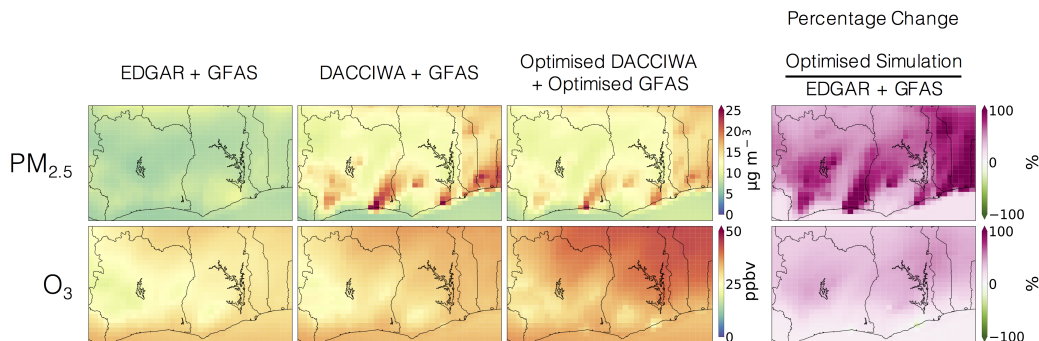 Percentage Change
EDGAR + GFAS
DACCIWA + GFAS
Optimised DACCIWA
+ Optimised GFAS
Optimised Simulation
EDGAR + GFAS
PM2.5
25
20
15
10
5
0
μg m−3
100
0
−100
%
O3
50
25
0
ppbv
100
0
−100
%